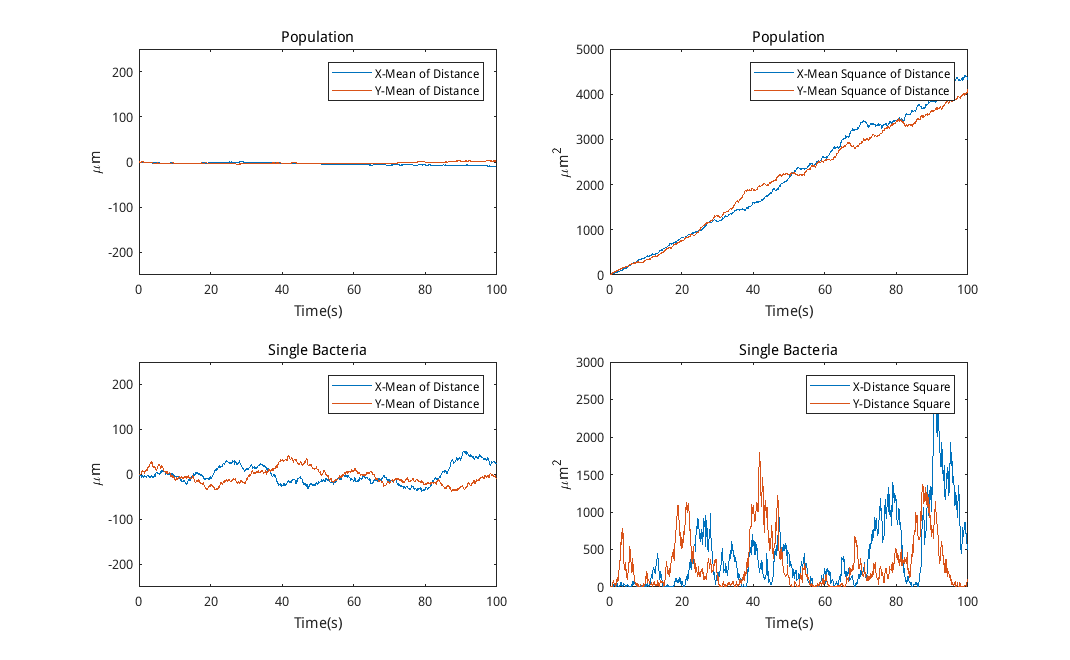 Population
200
100
0
-100
-200
μm
0 20 40 60 80 100
Time(s)
X-Mean of Distance
Y-Mean of Distance
Population
5000
4000
3000
2000
1000
0
μm²
0 20 40 60 80 100
Time(s)
X-Mean Squance of Distance
Y-Mean Squance of Distance
Single Bacteria
200
100
0
-100
-200
μm
0 20 40 60 80 100
Time(s)
X-Mean of Distance
Y-Mean of Distance
Single Bacteria
3000
2500
2000
1500
1000
500
0
μm²
0 20 40 60 80 100
Time(s)
X-Distance Square
Y-Distance Square